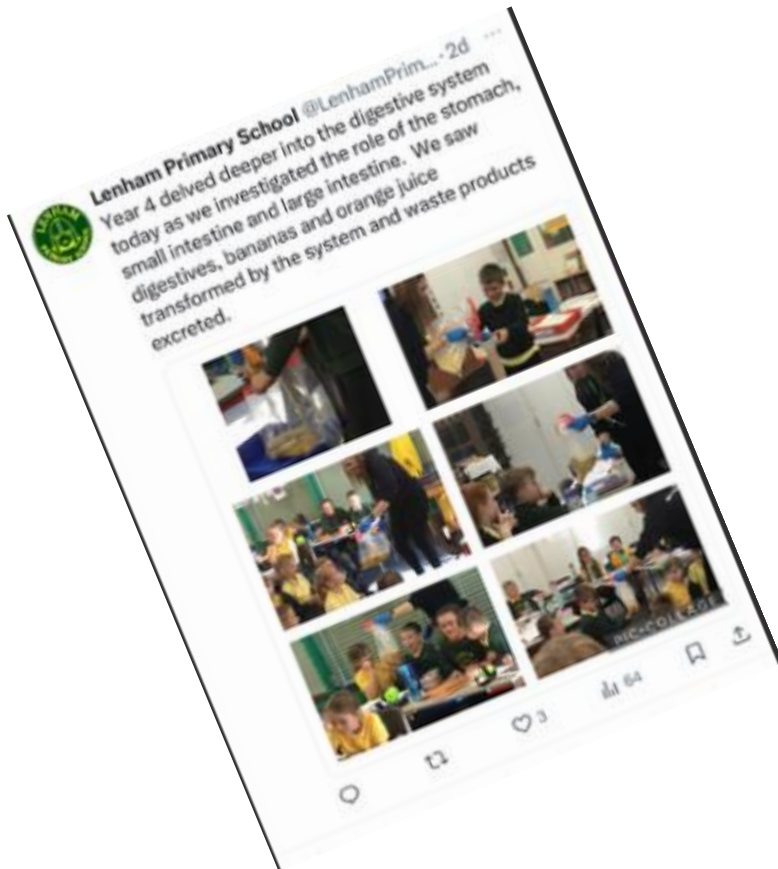 Lenham Primary School @LenhamPrim... · 2d
Year 4 delved deeper into the digestive system
today as we investigated the role of the stomach,
small intestine and large intestine. We saw
digestives, bananas and orange juice
transformed by the system and waste products
excreted.
LENHAM
PIC•COLLAGE
3
64